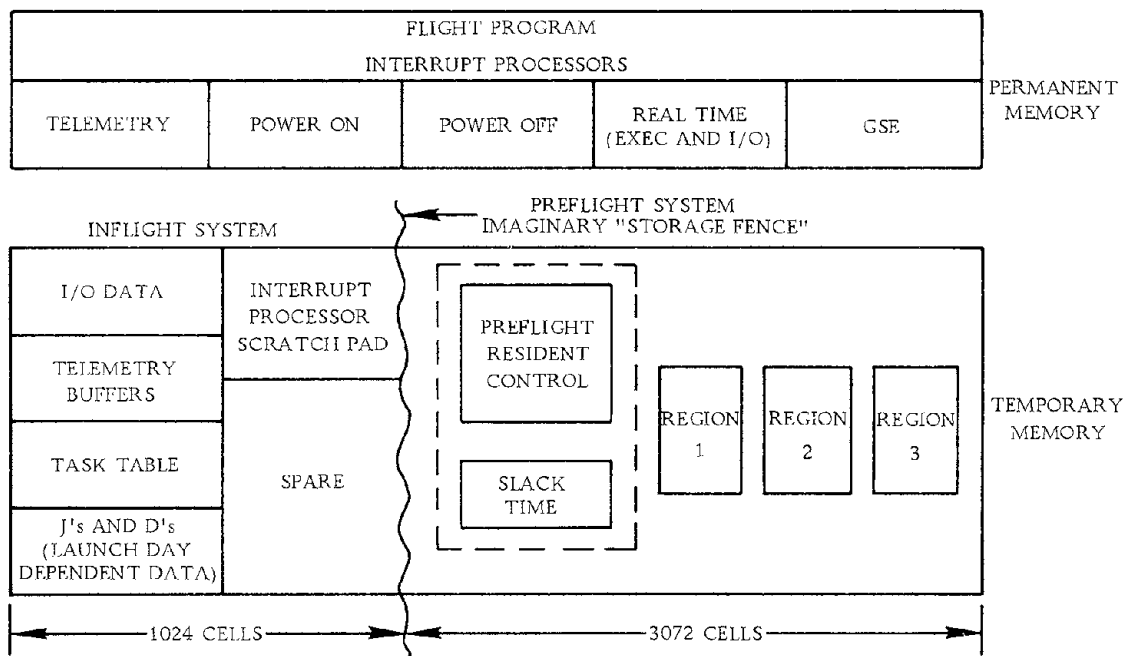 FLIGHT PROGRAM
INTERRUPT PROCESSORS
TELEMETRY
POWER ON
POWER OFF
REAL TIME
(EXEC AND I/O)
GSE
PERMANENT
MEMORY
PREFLIGHT SYSTEM
IMAGINARY "STORAGE FENCE"
INFLIGHT SYSTEM
I/O DATA
TELEMETRY
BUFFERS
TASK TABLE
J's AND D's
(LAUNCH DAY
DEPENDENT DATA)
INTERRUPT
PROCESSOR
SCRATCH PAD
SPARE
PREFLIGHT
RESIDENT
CONTROL
SLACK
TIME
REGION
1
REGION
2
REGION
3
TEMPORARY
MEMORY
1024 CELLS
3072 CELLS